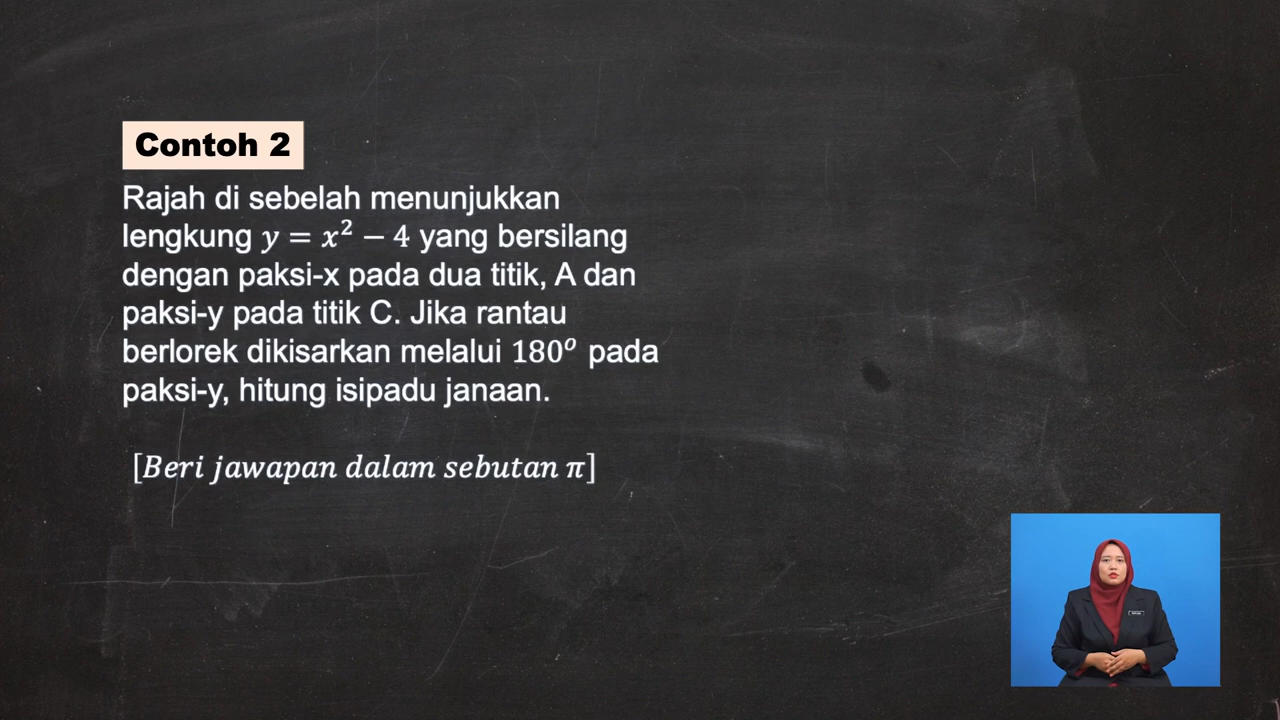 Contoh 2
Rajah di sebelah menunjukkan
lengkung y = x² − 4 yang bersilang
dengan paksi-x pada dua titik, A dan
paksi-y pada titik C. Jika rantau
berlorek dikisarkan melalui 180ᵒ pada
paksi-y, hitung isipadu janaan.
[Beri jawapan dalam sebutan π]